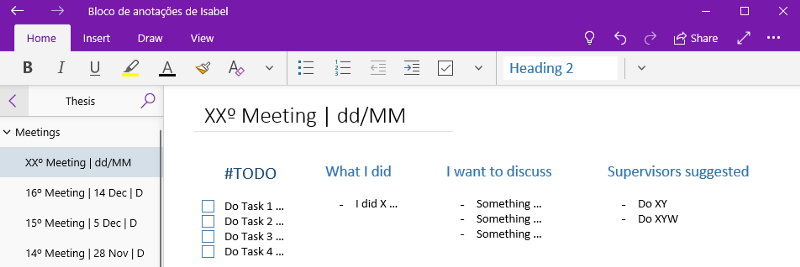 Bloco de anotações de Isabel
Home Insert Draw View Share
B I U A A Heading 2
Thesis
Meetings
XXº Meeting | dd/MM
16º Meeting | 14 Dec | D
15º Meeting | 5 Dec | D
14º Meeting | 28 Nov | D
XXº Meeting | dd/MM
#TODO
Do Task 1 ...
Do Task 2 ...
Do Task 3 ...
Do Task 4 ...
What I did
- I did X ...
I want to discuss
- Something ...
- Something ...
- Something ...
Supervisors suggested
- Do XY
- Do XYW